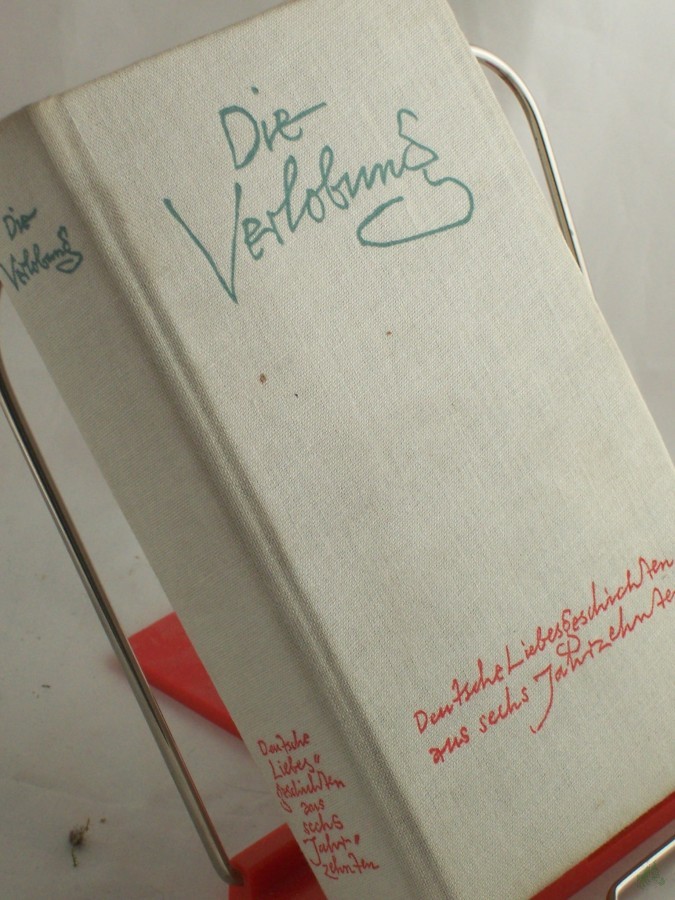 Die
Verlobung
Deutsche Liebesgeschichten
aus sechs Jahrzehnten
Die
Verlobung
Deutsche
Liebes"
geschichten
aus
sechs
Jahr"
zehnten